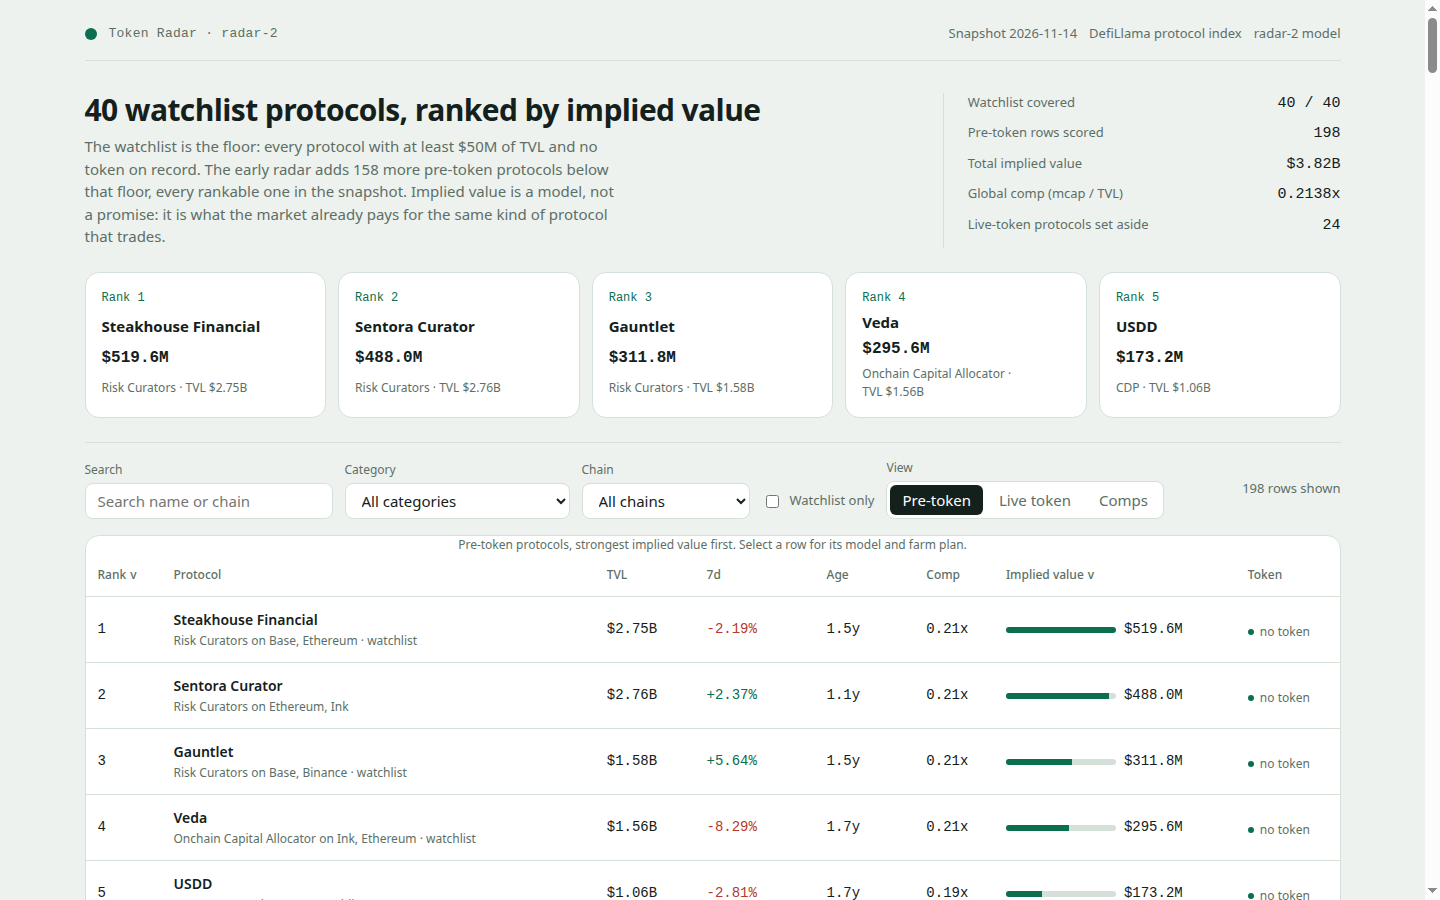 Token Radar · radar-2
Snapshot 2026-11-14 DefiLlama protocol index radar-2 model
40 watchlist protocols, ranked by implied value
The watchlist is the floor: every protocol with at least $50M of TVL and no
token on record. The early radar adds 158 more pre-token protocols below
that floor, every rankable one in the snapshot. Implied value is a model, not
a promise: it is what the market already pays for the same kind of protocol
that trades.
Watchlist covered 40 / 40
Pre-token rows scored 198
Total implied value $3.82B
Global comp (mcap / TVL) 0.2138x
Live-token protocols set aside 24
Rank 1
Steakhouse Financial
$519.6M
Risk Curators · TVL $2.75B
Rank 2
Sentora Curator
$488.0M
Risk Curators · TVL $2.76B
Rank 3
Gauntlet
$311.8M
Risk Curators · TVL $1.58B
Rank 4
Veda
$295.6M
Onchain Capital Allocator ·
TVL $1.56B
Rank 5
USDD
$173.2M
CDP · TVL $1.06B
Search
Search name or chain
Category
All categories
Chain
All chains
Watchlist only
View
Pre-token Live token Comps
198 rows shown
Pre-token protocols, strongest implied value first. Select a row for its model and farm plan.
Rank v Protocol TVL 7d Age Comp Implied value v Token
1 Steakhouse Financial $2.75B -2.19% 1.5y 0.21x $519.6M no token
Risk Curators on Base, Ethereum · watchlist
2 Sentora Curator $2.76B +2.37% 1.1y 0.21x $488.0M no token
Risk Curators on Ethereum, Ink
3 Gauntlet $1.58B +5.64% 1.5y 0.21x $311.8M no token
Risk Curators on Base, Binance · watchlist
4 Veda $1.56B -8.29% 1.7y 0.21x $295.6M no token
Onchain Capital Allocator on Ink, Ethereum · watchlist
5 USDD $1.06B -2.81% 1.7y 0.19x $173.2M no token